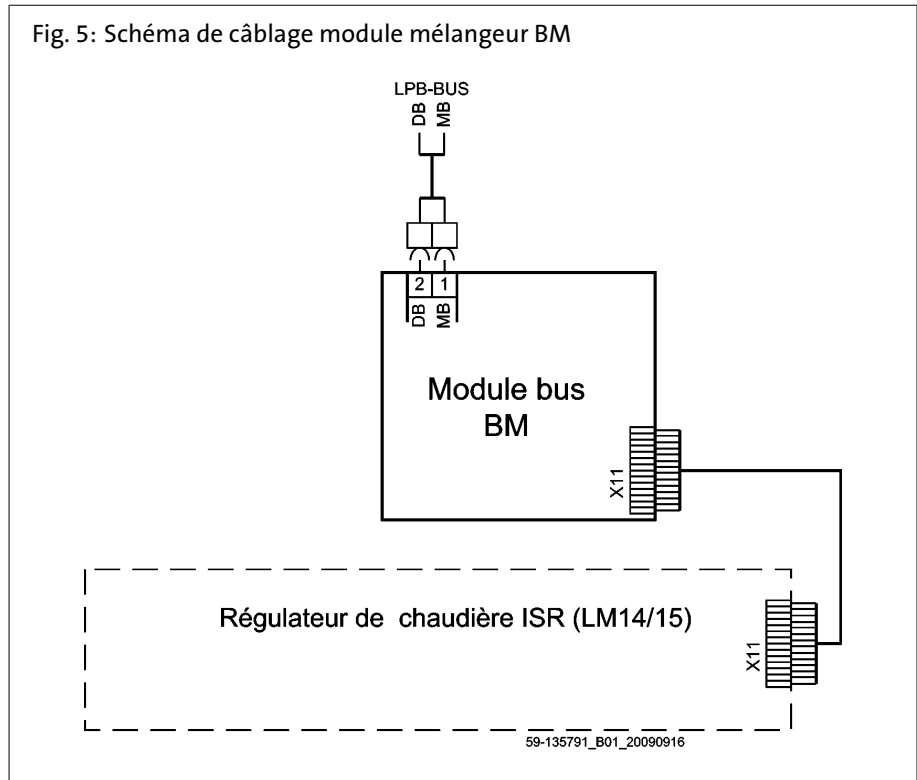 Fig. 5: Schéma de câblage module mélangeur BM
LPB-BUS
DB
MB
2 1
DB
MB
Module bus
BM
X11
Régulateur de chaudière ISR (LM14/15)
X11
59-135791_B01_20090916